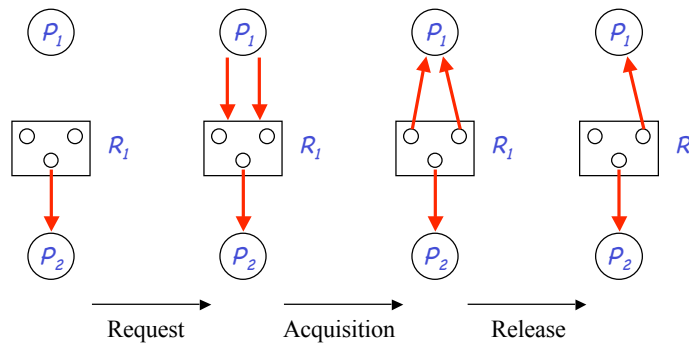 P1 P1 P1 P1
R1 R1 R1 R
P2 P2 P2 P2
Request Acquisition Release